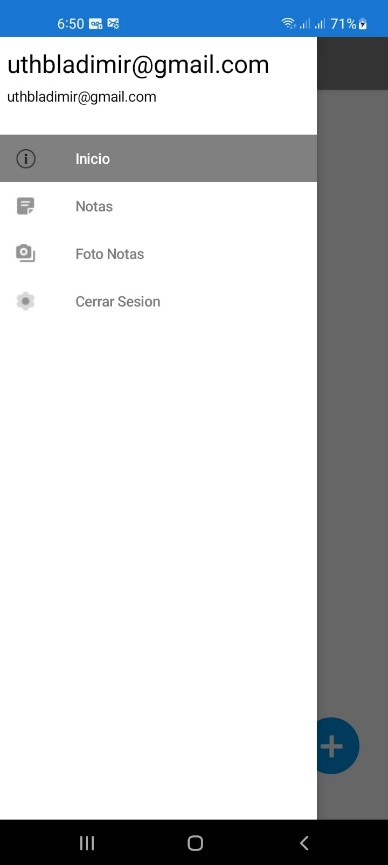 6:50 71%
uthbladimir@gmail.com
uthbladimir@gmail.com
Inicio
Notas
Foto Notas
Cerrar Sesion